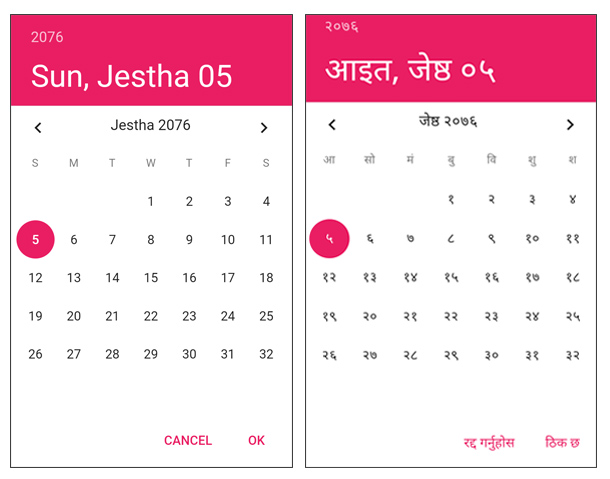 2076
Sun, Jestha 05
Jestha 2076
S M T W T F S
1 2 3 4
5 6 7 8 9 10 11
12 13 14 15 16 17 18
19 20 21 22 23 24 25
26 27 28 29 30 31 32
CANCEL OK
२०७६
आइत, जेष्ठ ०५
जेष्ठ २०७६
आ सो मं बु वि शु श
१ २ ३ ४
५ ६ ७ ८ ९ १० ११
१२ १३ १४ १५ १६ १७ १८
१९ २० २१ २२ २३ २४ २५
२६ २७ २८ २९ ३० ३१ ३२
रद्द गर्नुहोस ठिक छ